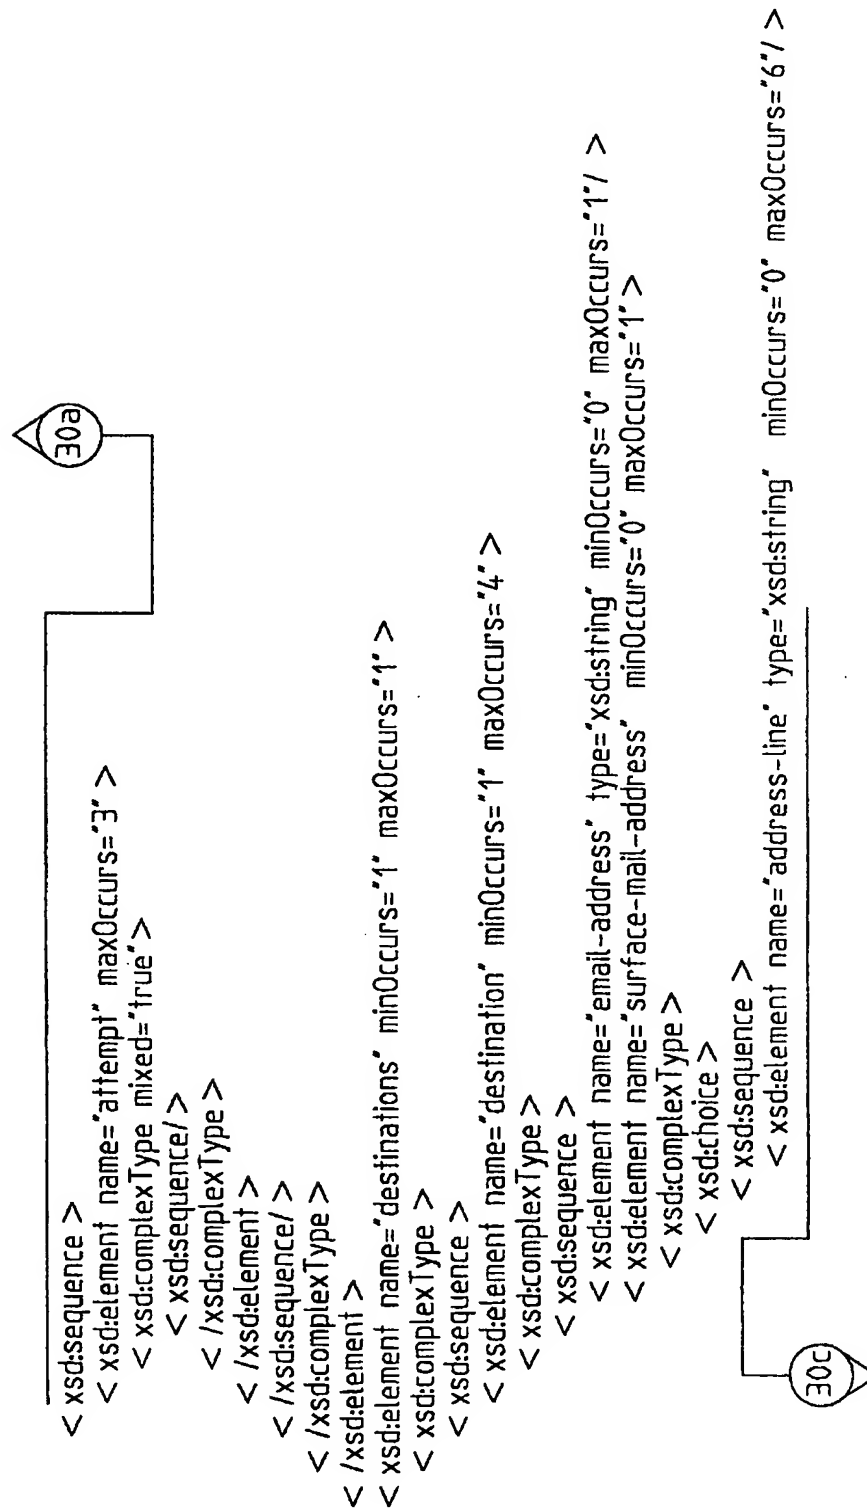 30a
< xsd:sequence >
< xsd:element name="attempt" maxOccurs="3" >
< xsd:complexType mixed="true">
< xsd:sequence/ >
< /xsd:complexType >
< /xsd:element >
< /xsd:sequence/ >
< /xsd:complexType >
< /xsd:element >
< xsd:element name="destinations" minOccurs="1" maxOccurs="1" >
< xsd:complexType >
< xsd:sequence >
< xsd:element name="destination" minOccurs="1" maxOccurs="4" >
< xsd:complexType >
< xsd:sequence >
< xsd:element name="email-address" type="xsd:string" minOccurs="0" maxOccurs="1"/ >
< xsd:element name="surface-mail-address" minOccurs="0" maxOccurs="1" >
< xsd:complexType >
< xsd:choice >
< xsd:sequence >
< xsd:element name="address-line" type="xsd:string" minOccurs="0" maxOccurs="6"/ >
30c